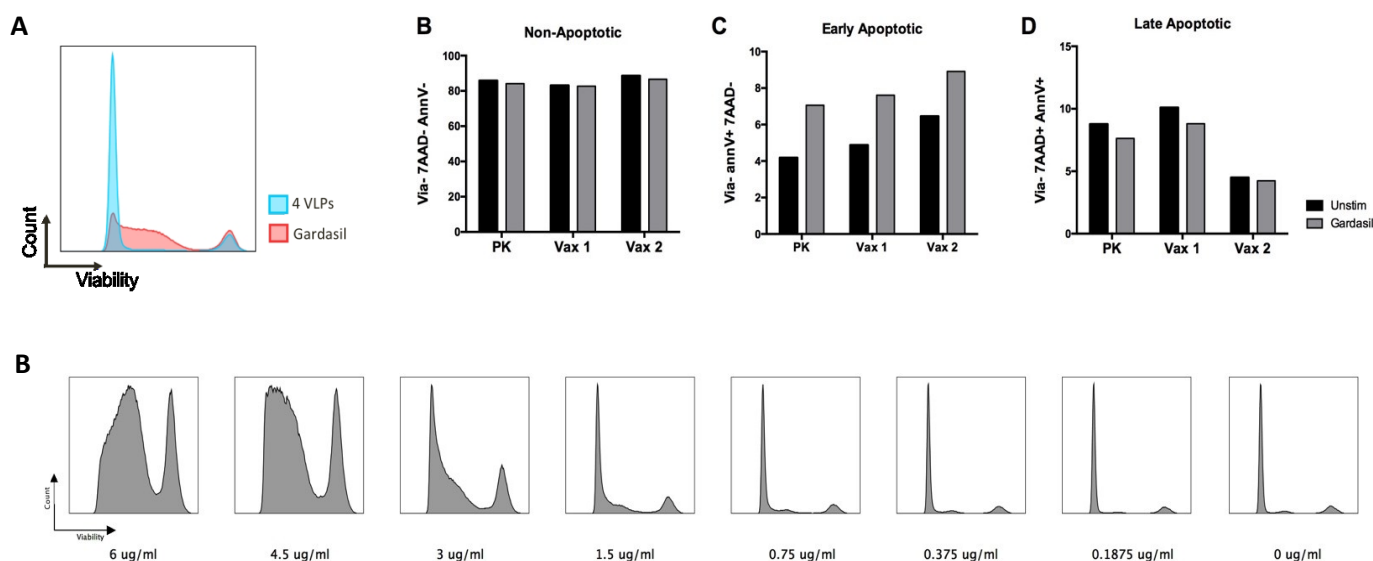 A
Count
Viability
4 VLPs
Gardasil
B
Non-Apoptotic
Via- 7AAD- AnnV-
100
80
60
40
20
0
PK Vax 1 Vax 2
C
Early Apoptotic
Via- annV+ 7AAD-
10
8
6
4
2
0
PK Vax 1 Vax 2
D
Late Apoptotic
Via- 7AAD+ AnnV+
15
10
5
0
PK Vax 1 Vax 2
Unstim
Gardasil
B
Count
Viability
6 ug/ml 4.5 ug/ml 3 ug/ml 1.5 ug/ml 0.75 ug/ml 0.375 ug/ml 0.1875 ug/ml 0 ug/ml